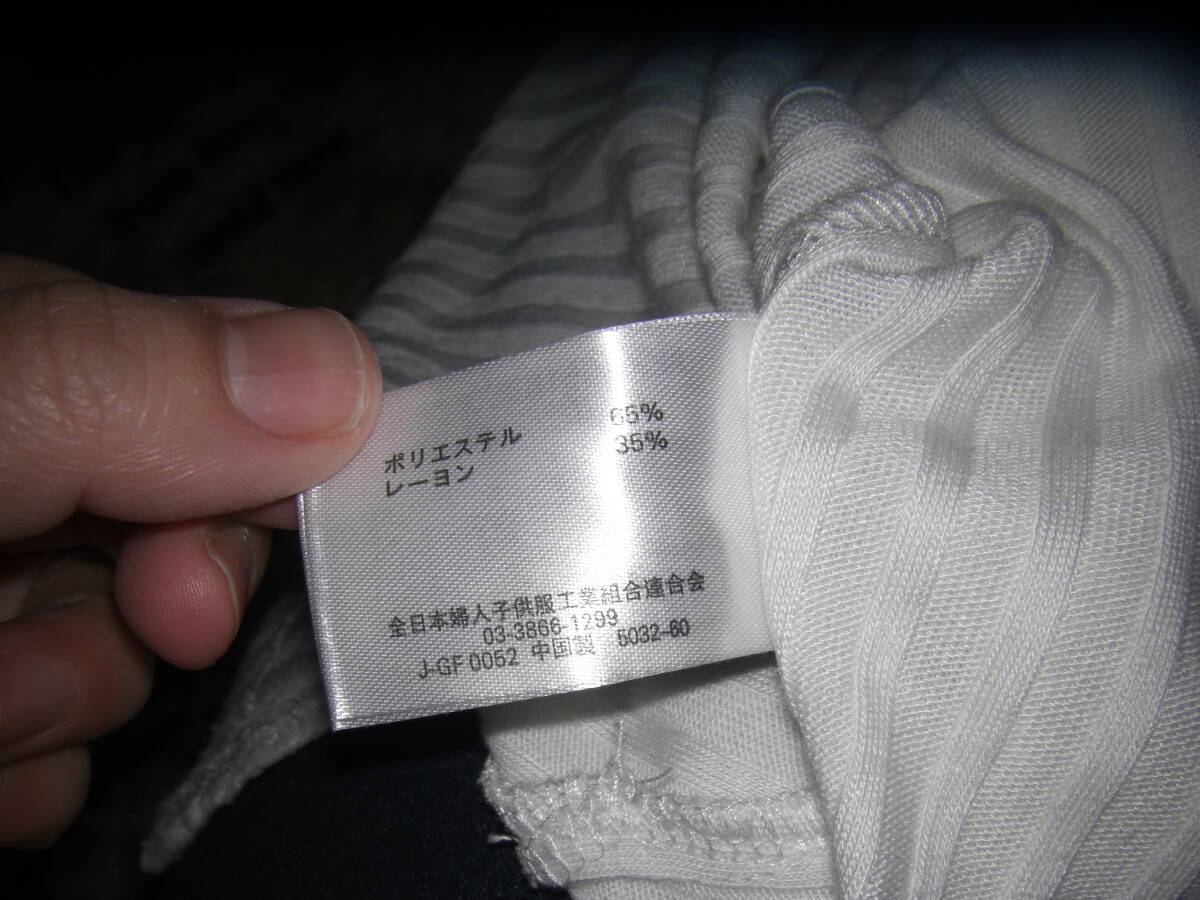 ポリエステル 65%
レーヨン 35%
全日本婦人子供服工業組合連合会
03-3866-1299
J-GF 0052 中国製 5032-60